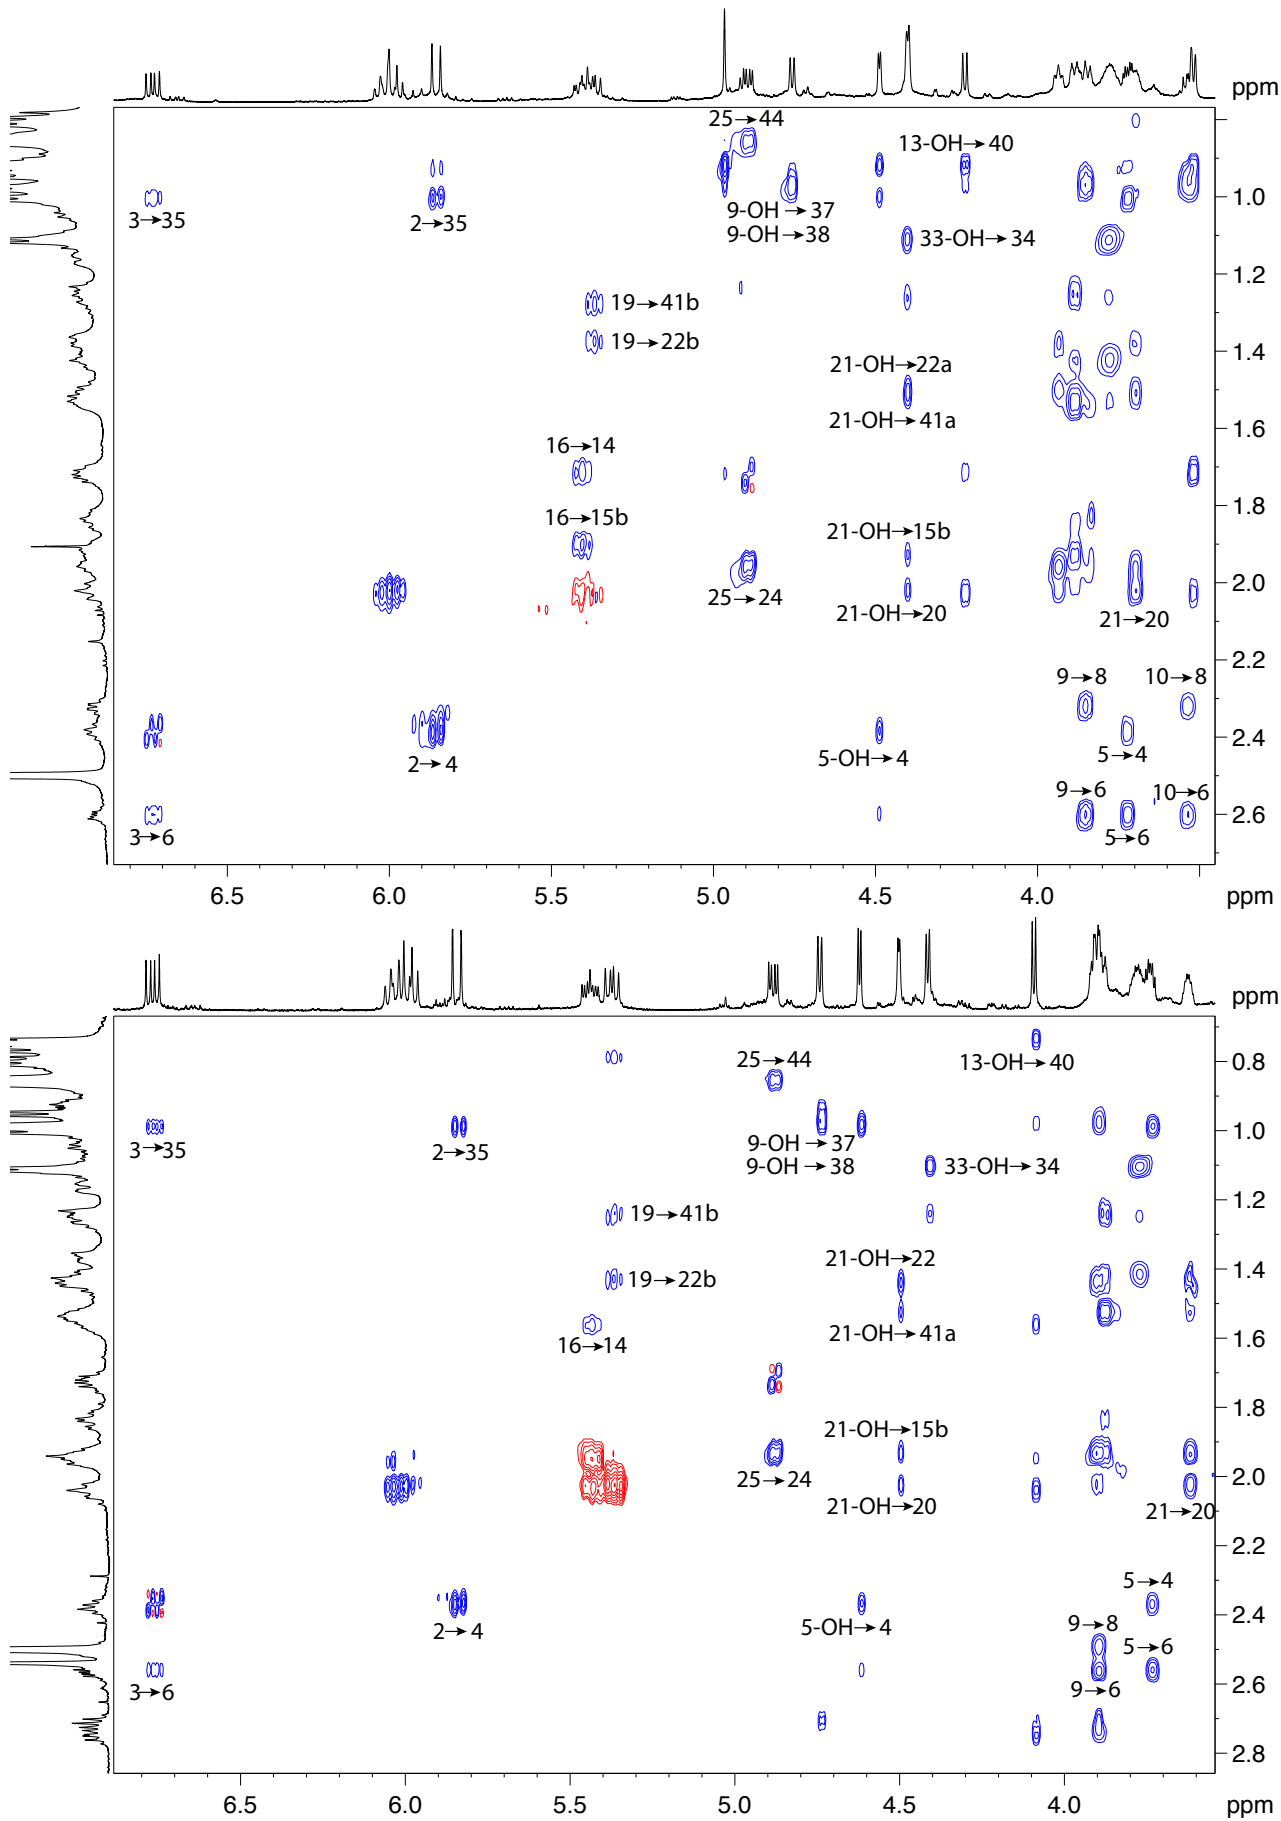 ppm
25→44
13-OH→40
1.0
3→35
2→35
9-OH→37
9-OH→38
33-OH→34
1.2
19→41b
19→22b
1.4
21-OH→22a
21-OH→41a
1.6
16→14
1.8
16→15b
21-OH→15b
2.0
25→24
21-OH→20
21→20
2.2
9→8
10→8
2.4
2→4
5-OH→4
5→4
9→6
10→6
2.6
3→6
5→6
6.5 6.0 5.5 5.0 4.5 4.0 ppm
ppm
25→44
13-OH→40
0.8
1.0
3→35
2→35
9-OH→37
9-OH→38
33-OH→34
1.2
19→41b
21-OH→22
19→22b
1.4
21-OH→41a
16→14
1.6
1.8
21-OH→15b
25→24
2.0
21-OH→20
21→20
2.2
5→4
2.4
9→8
2→4
5-OH→4
5→6
2.6
3→6
9→6
2.8
6.5 6.0 5.5 5.0 4.5 4.0 ppm